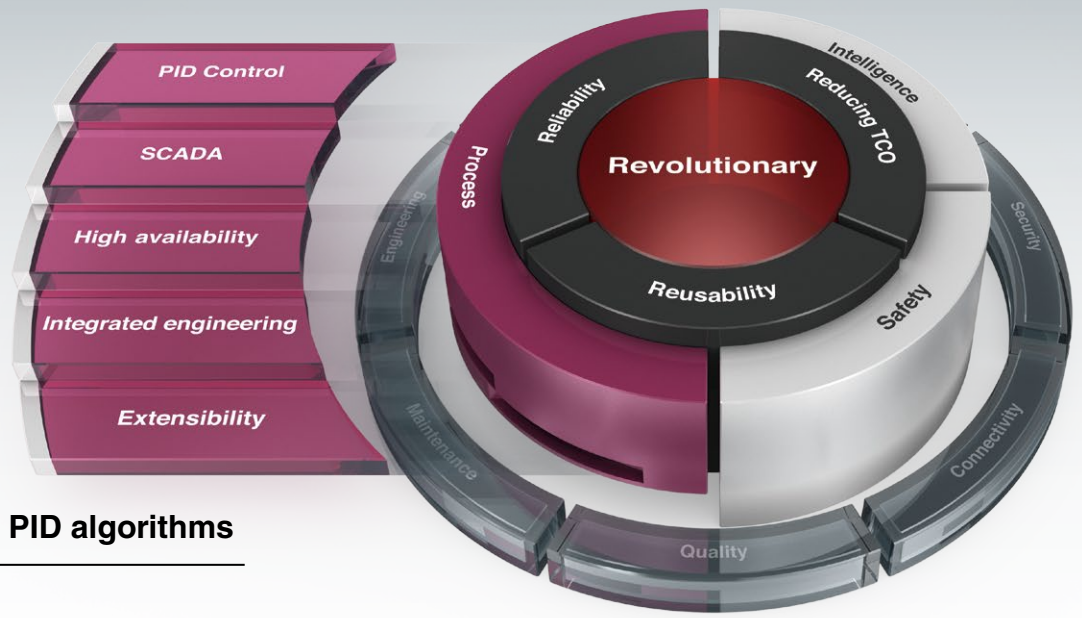 PID Control
SCADA
High availability
Integrated engineering
Extensibility
PID algorithms
Intelligence
Reliability
Reducing TCO
Process
Revolutionary
Reusability
Safety
Engineering
Security
Maintenance
Connectivity
Quality